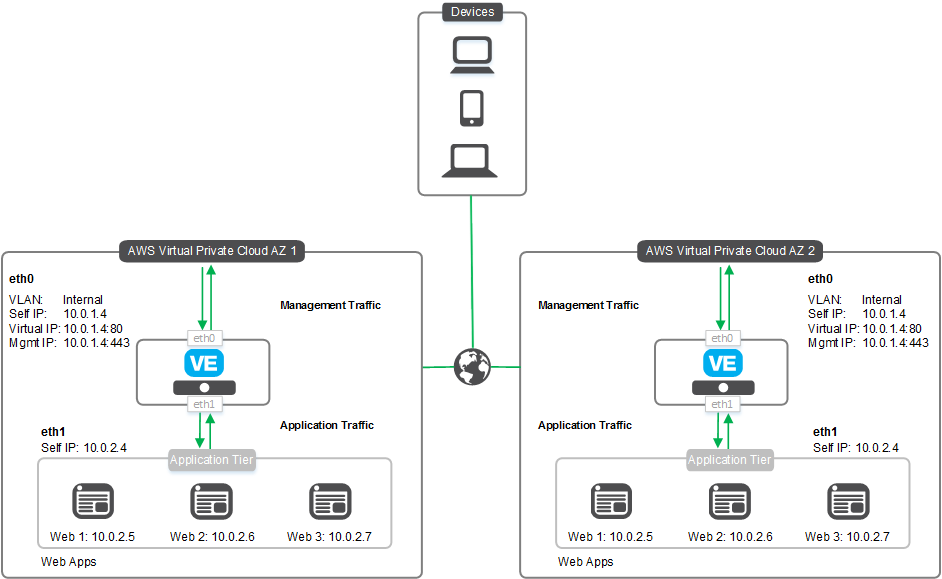 Devices
AWS Virtual Private Cloud AZ 1
eth0
VLAN: Internal
Self IP: 10.0.1.4
Virtual IP: 10.0.1.4:80
Mgmt IP: 10.0.1.4:443
Management Traffic
eth0
VE
eth1
Application Traffic
eth1
Self IP: 10.0.2.4
Application Tier
Web 1: 10.0.2.5
Web 2: 10.0.2.6
Web 3: 10.0.2.7
Web Apps
AWS Virtual Private Cloud AZ 2
Management Traffic
eth0
VLAN: Internal
Self IP: 10.0.1.4
Virtual IP: 10.0.1.4:80
Mgmt IP: 10.0.1.4:443
eth0
VE
eth1
Application Traffic
eth1
Self IP: 10.0.2.4
Application Tier
Web 1: 10.0.2.5
Web 2: 10.0.2.6
Web 3: 10.0.2.7
Web Apps